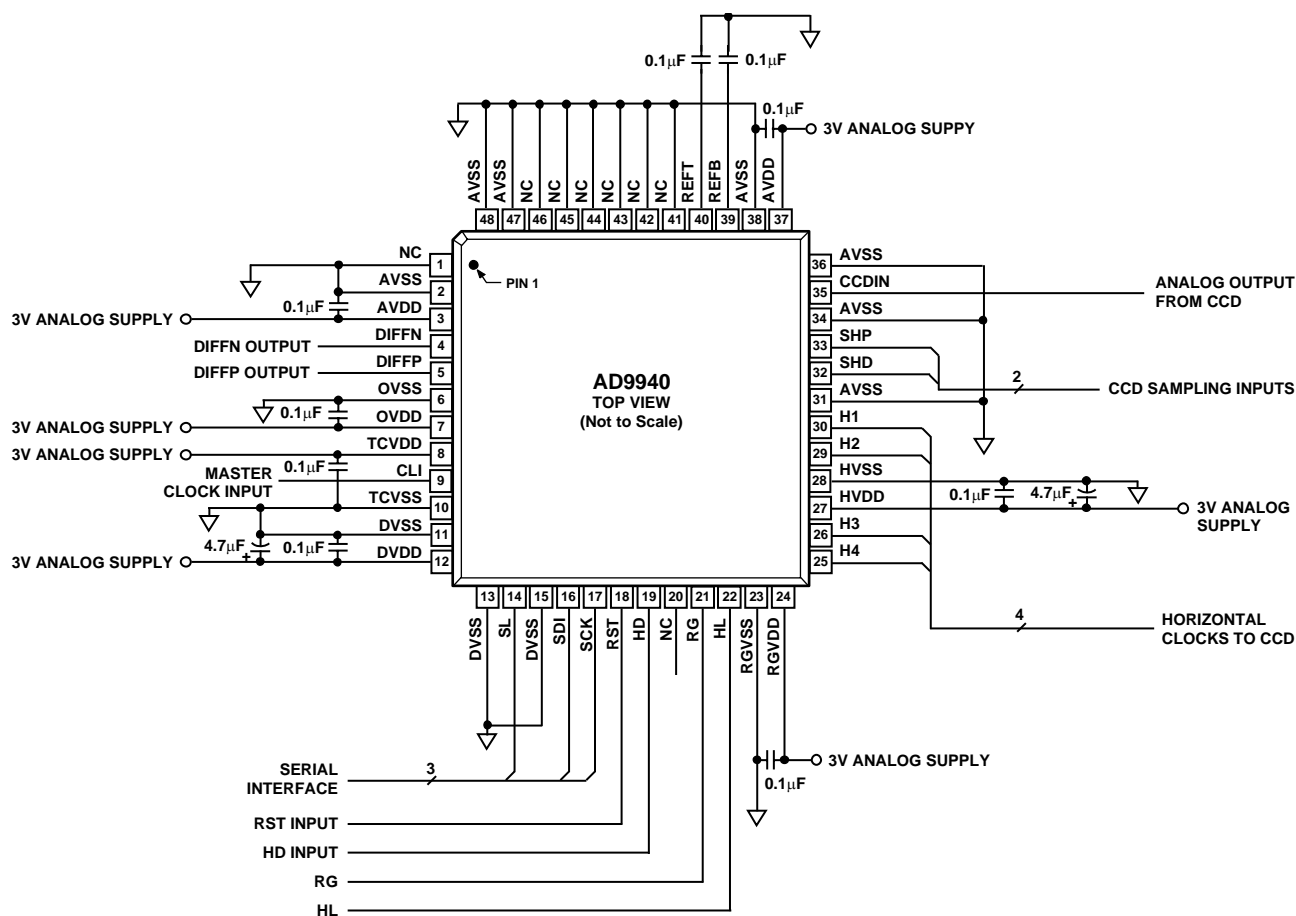 0.1μF
0.1μF
0.1μF
3V ANALOG SUPPY
AVSS
AVSS
NC
NC
NC
NC
NC
NC
REFT
REFB
AVSS
AVDD
48
47
46
45
44
43
42
41
40
39
38
37
NC
1
AVSS
2
0.1μF
3V ANALOG SUPPLY
AVDD
3
DIFFN OUTPUT
DIFFN
4
DIFFP OUTPUT
DIFFP
5
OVSS
6
0.1μF
3V ANALOG SUPPLY
OVDD
7
3V ANALOG SUPPLY
TCVDD
8
0.1μF
MASTER
CLOCK INPUT
CLI
9
TCVSS
10
DVSS
11
4.7μF
+
0.1μF
3V ANALOG SUPPLY
DVDD
12
PIN 1
AD9940
TOP VIEW
(Not to Scale)
36
AVSS
35
CCDIN
ANALOG OUTPUT
FROM CCD
34
AVSS
33
SHP
32
SHD
2
CCD SAMPLING INPUTS
31
AVSS
30
H1
29
H2
28
HVSS
0.1μF
4.7μF
+
27
HVDD
3V ANALOG
SUPPLY
26
H3
25
H4
4
HORIZONTAL
CLOCKS TO CCD
13
14
15
16
17
18
19
20
21
22
23
24
DVSS
SL
DVSS
SDI
SCK
RST
HD
NC
RG
HL
RGVSS
RGVDD
3V ANALOG SUPPLY
0.1μF
SERIAL
INTERFACE
3
RST INPUT
HD INPUT
RG
HL